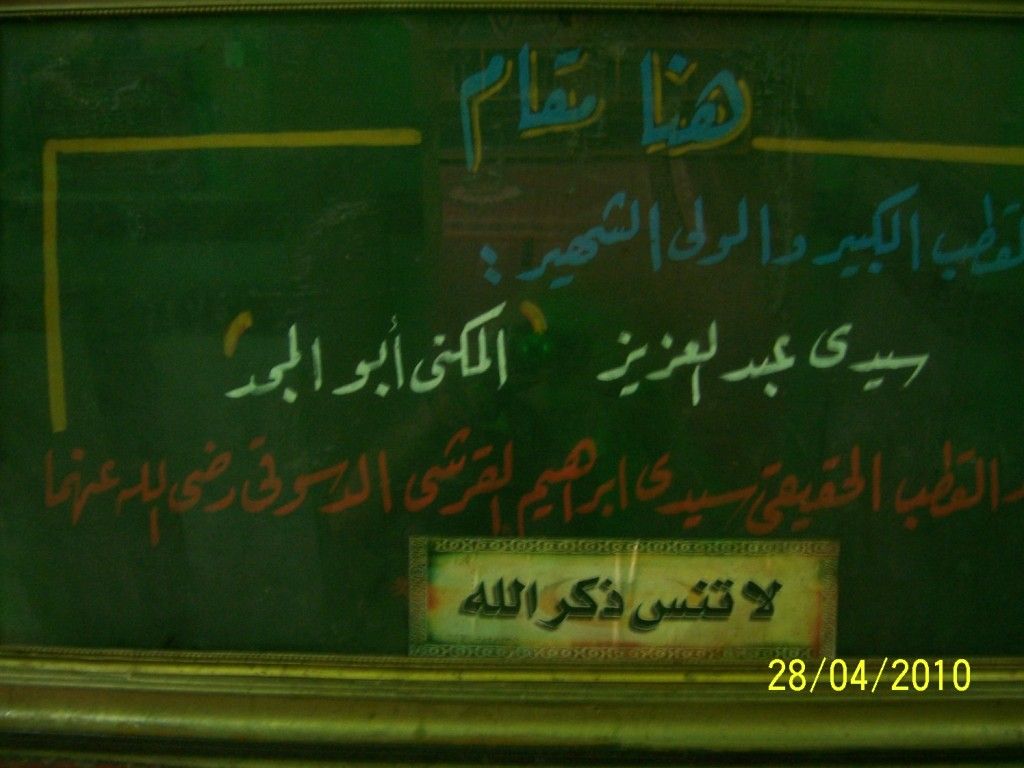 هنا مقام
القطب الكبير والولى الشهير :
سيدى عبد العزيز ( المكنى أبو المجد )
القطب الحقيقى سيدى ابراهيم القرشى الدسوقى رضى الله عنهما
لا تنس ذكر الله
28/04/2010